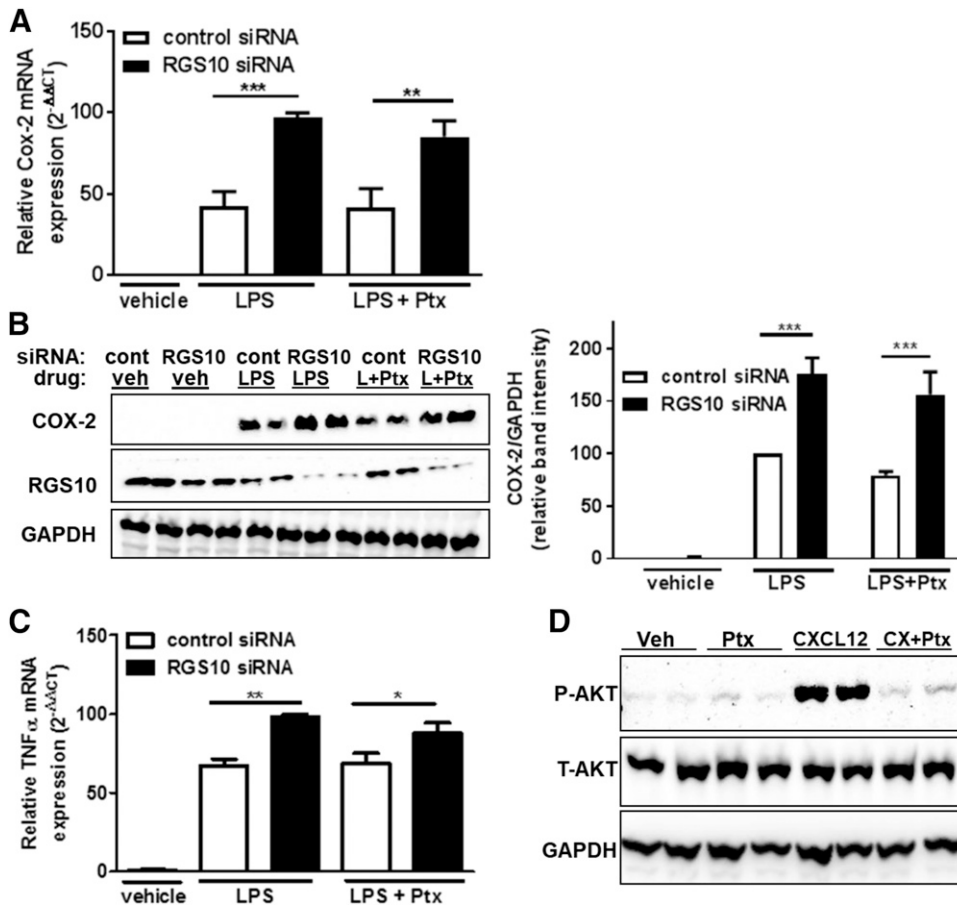 A
Relative Cox-2 mRNA
expression (2-ΔΔCT)
150
100
50
0
control siRNA
RGS10 siRNA
***
**
vehicle
LPS
LPS + Ptx
B
siRNA: cont RGS10 cont RGS10 cont RGS10
drug: veh veh LPS LPS L+Ptx L+Ptx
COX-2
RGS10
GAPDH
COX-2/GAPDH
(relative band intensity)
200
150
100
50
0
control siRNA
RGS10 siRNA
***
***
vehicle
LPS
LPS+Ptx
C
Relative TNFα mRNA
expression (2-ΔΔCT)
150
100
50
0
control siRNA
RGS10 siRNA
**
*
vehicle
LPS
LPS + Ptx
D
Veh Ptx CXCL12 CX+Ptx
P-AKT
T-AKT
GAPDH